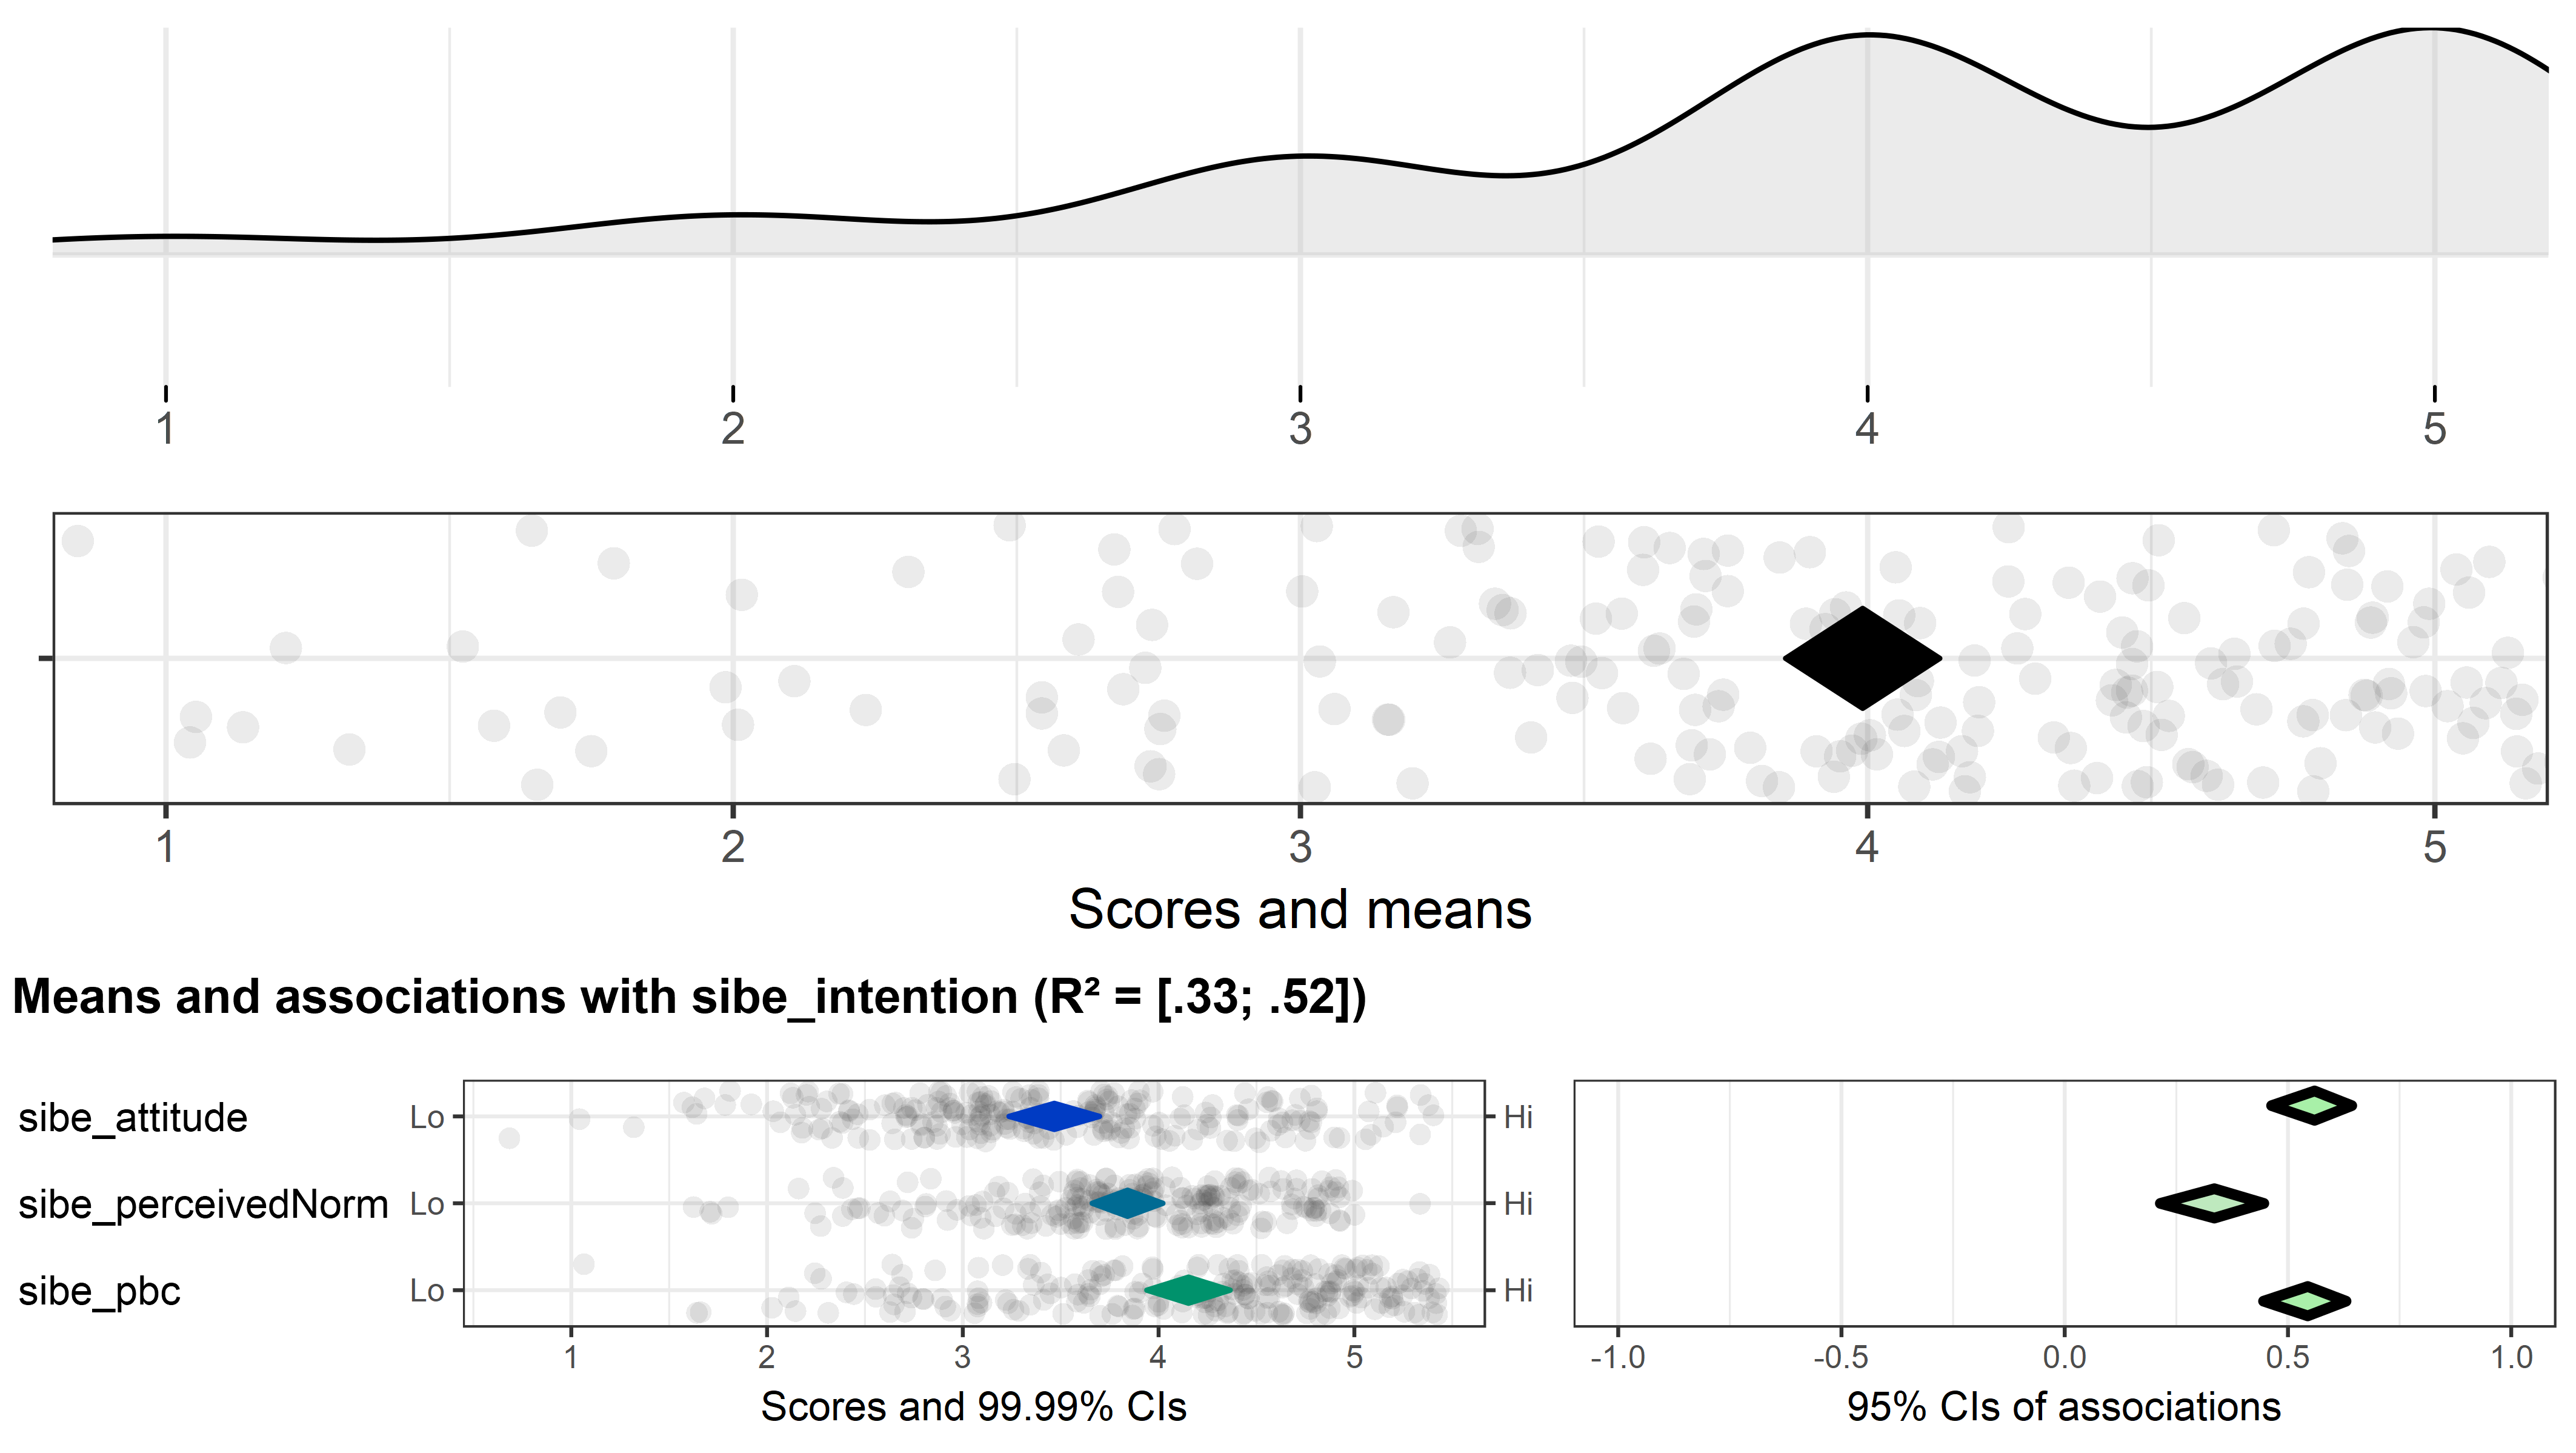 1 2 3 4 5
1 2 3 4 5
Scores and means
Means and associations with sibe_intention (R² = [.33; .52])
sibe_attitude Lo Hi
sibe_perceivedNorm Lo Hi
sibe_pbc Lo Hi
1 2 3 4 5 -1.0 -0.5 0.0 0.5 1.0
Scores and 99.99% CIs 95% CIs of associations